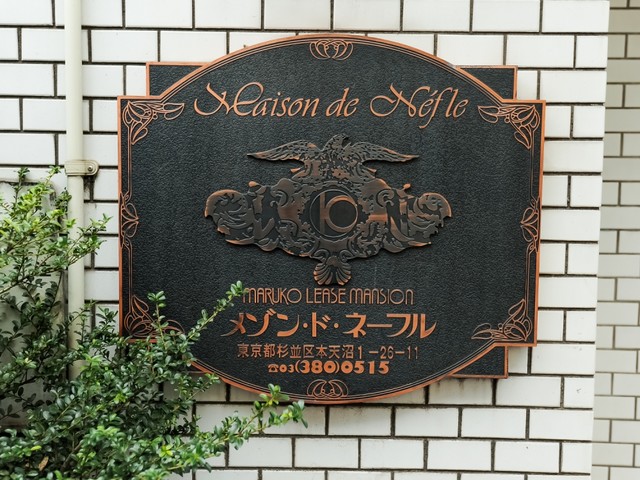 Maison de Néfle
MARUKO LEASE MANSION
メゾン・ド・ネーフル
東京都杉並区本天沼1-26-11
☎03(380)0515